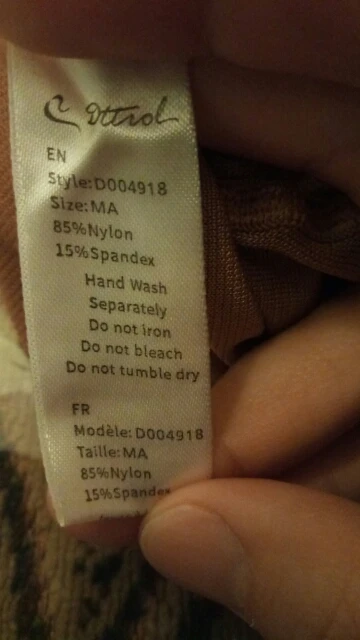 EN
Style:D004918
Size:MA
85%Nylon
15%Spandex
Hand Wash
Separately
Do not iron
Do not bleach
Do not tumble dry
FR
Modèle:D004918
Taille:MA
85%Nylon
15%Spandex